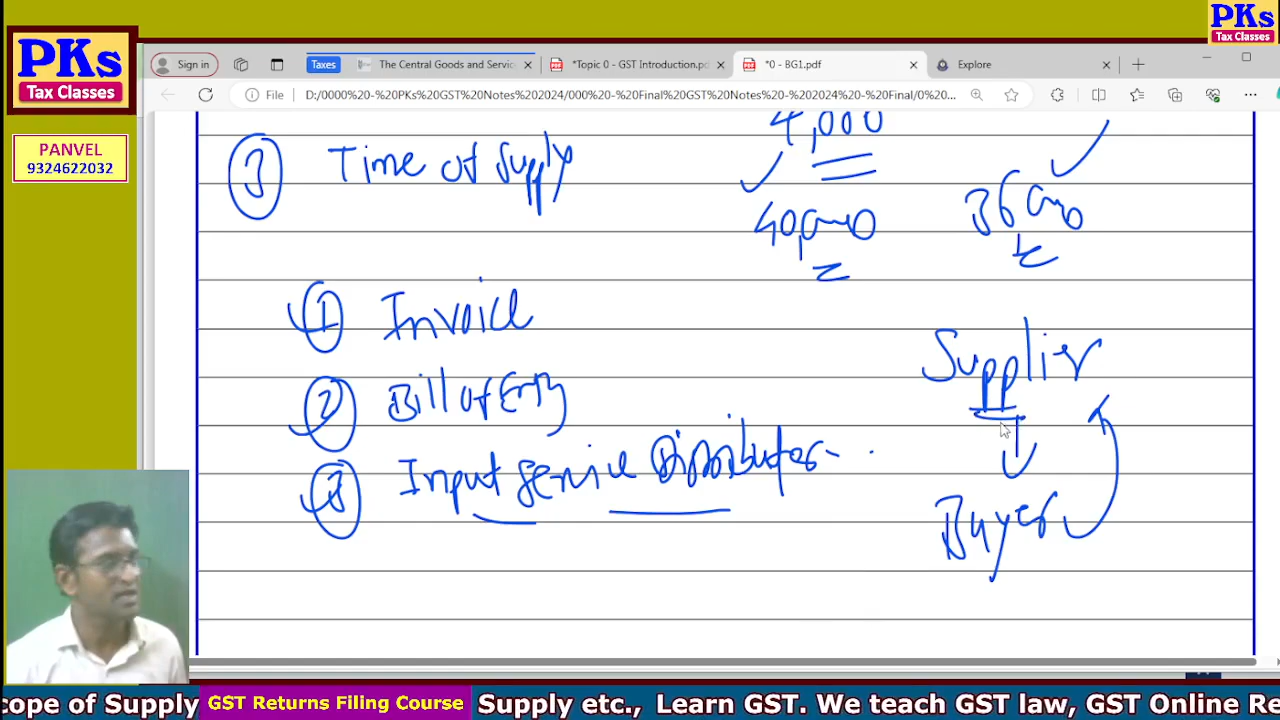 PKs
Tax Classes
PKs
Tax Classes
PANVEL
9324622032
Sign in
Taxes
The Central Goods and Servic
*Topic 0 - GST Introduction.pd
*0 - BG1.pdf
Explore
File
D:/0000%20-%20PKs%20GST%20Notes%202024/000%20-%20Final%20GST%20Notes%20-%202024%20-%20Final/0%20...
4,000
3 Time of Supply
40,000
36000
1 Invoice
Supplier
2 Bill of Entry
3 Input Service Distributor
Buyer
cope of Supply
GST Returns Filing Course
Supply etc., Learn GST. We teach GST law, GST Online Re